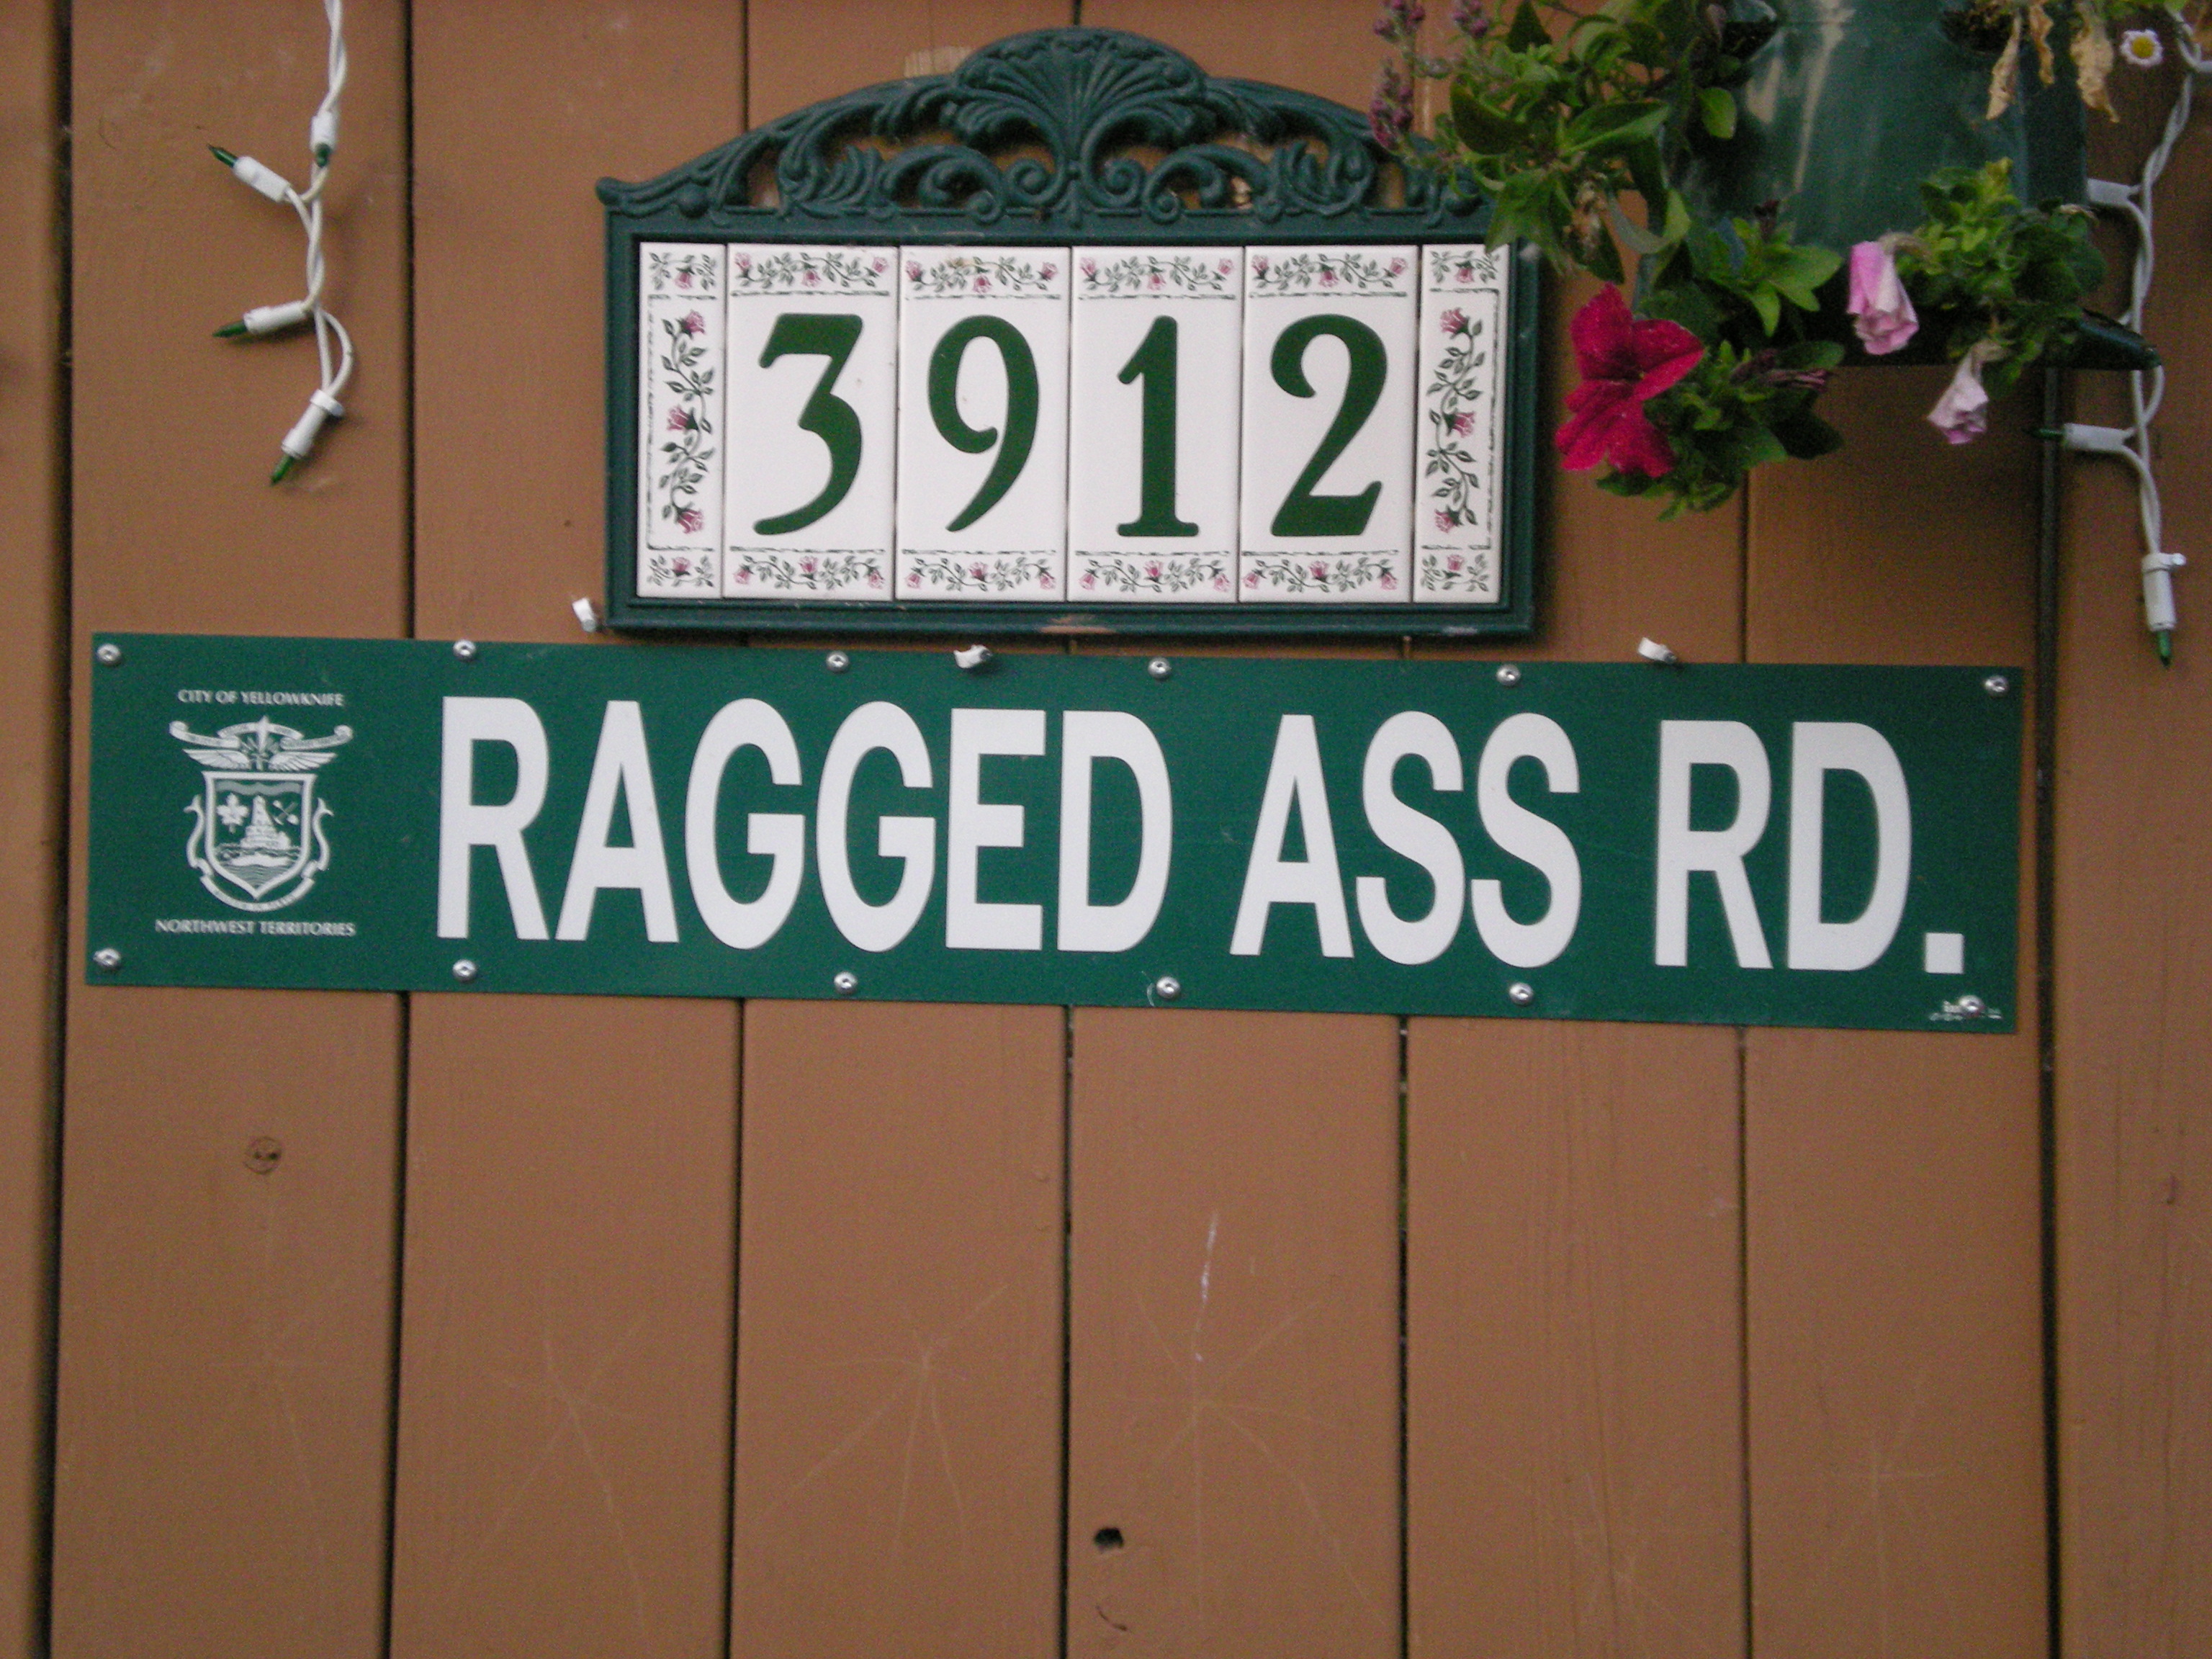 3912
CITY OF YELLOWKNIFE
RAGGED ASS RD.
NORTHWEST TERRITORIES